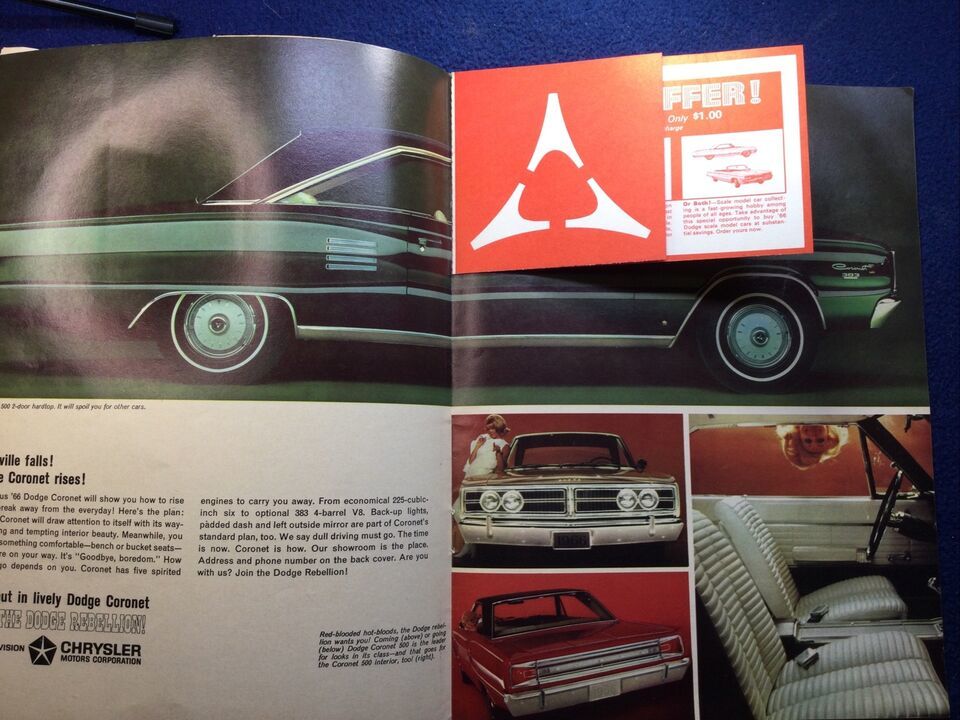 FFER!
Only $1.00
charge
Or Both!—Scale model car collect-
ing is a fast-growing hobby among
people of all ages. Take advantage of
this special opportunity to buy '66
Dodge scale model cars at substan-
tial savings. Order yours now.
Coronet
383
500 2-door hardtop. It will spoil you for other cars.
ville falls!
e Coronet rises!
us '66 Dodge Coronet will show you how to rise
reak away from the everyday! Here's the plan:
Coronet will draw attention to itself with its way-
ng and tempting interior beauty. Meanwhile, you
something comfortable—bench or bucket seats—
re on your way. It's "Goodbye, boredom." How
go depends on you. Coronet has five spirited
engines to carry you away. From economical 225-cubic-
inch six to optional 383 4-barrel V8. Back-up lights,
padded dash and left outside mirror are part of Coronet's
standard plan, too. We say dull driving must go. The time
is now. Coronet is how. Our showroom is the place.
Address and phone number on the back cover. Are you
with us? Join the Dodge Rebellion!
out in lively Dodge Coronet
THE DODGE REBELLION!
VISION
CHRYSLER
MOTORS CORPORATION
Red-blooded hot-bloods, the Dodge rebel-
lion wants you! Coming (above) or going
(below) Dodge Coronet 500 is the leader
for looks in its class—and that goes for
the Coronet 500 interior, too! (right).
DODGE
1966